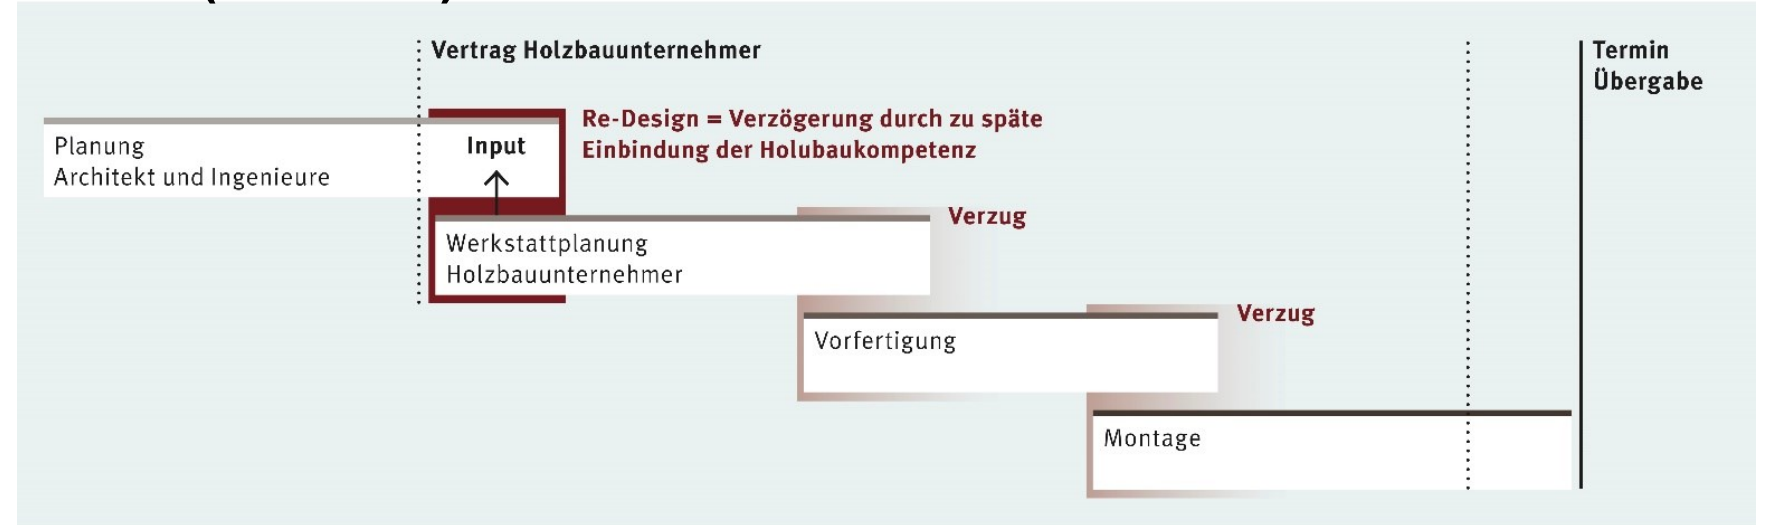 Vertrag Holzbauunternehmer
Termin
Übergabe
Re-Design = Verzögerung durch zu späte
Einbindung der Holubaukompetenz
Planung
Architekt und Ingenieure
Input
Verzug
Werkstattplanung
Holzbauunternehmer
Verzug
Vorfertigung
Montage